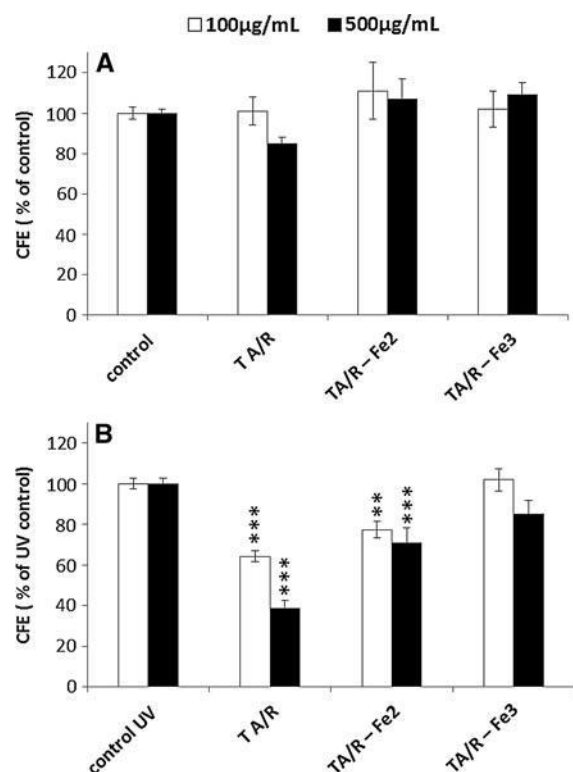 100µg/mL 500µg/mL
A
120
100
80
60
40
20
0
CFE ( % of control)
control
T A/R
TA/R – Fe2
TA/R – Fe3
B
120
100
80
60
40
20
0
CFE ( % of UV control)
***
***
**
***
control UV
T A/R
TA/R – Fe2
TA/R – Fe3